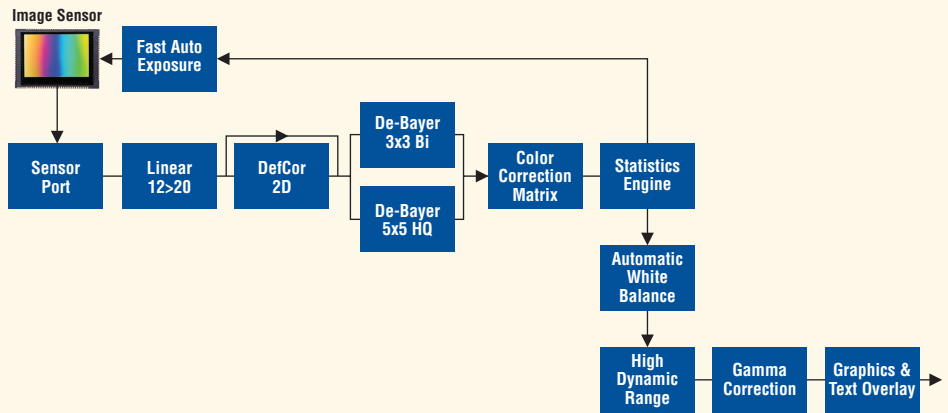 Image Sensor
Fast Auto
Exposure
Sensor
Port
Linear
12>20
DefCor
2D
De-Bayer
3x3 Bi
De-Bayer
5x5 HQ
Color
Correction
Matrix
Statistics
Engine
Automatic
White
Balance
High
Dynamic
Range
Gamma
Correction
Graphics &
Text Overlay